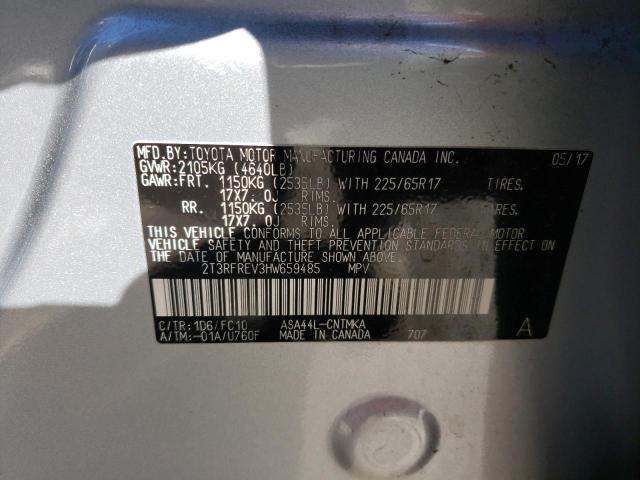 MFD.BY:TOYOTA MOTOR MANUFACTURING CANADA INC. 05/17
GVWR:2105KG (4640LB)
GAWR:FRT. 1150KG (2535LB) WITH 225/65R17 TIRES.
17X7.0J RIMS.
RR. 1150KG (2535LB) WITH 225/65R17 TIRES.
17X7.0J RIMS.
THIS VEHICLE CONFORMS TO ALL APPLICABLE FEDERAL MOTOR
VEHICLE SAFETY AND THEFT PREVENTION STANDARDS IN EFFECT ON
THE DATE OF MANUFACTURE SHOWN ABOVE.
2T3RFREV3HW659485 MPV
C/TR:1D6/FC10 ASA44L-CNTMKA A
A/TM:-01A/U760F MADE IN CANADA 707